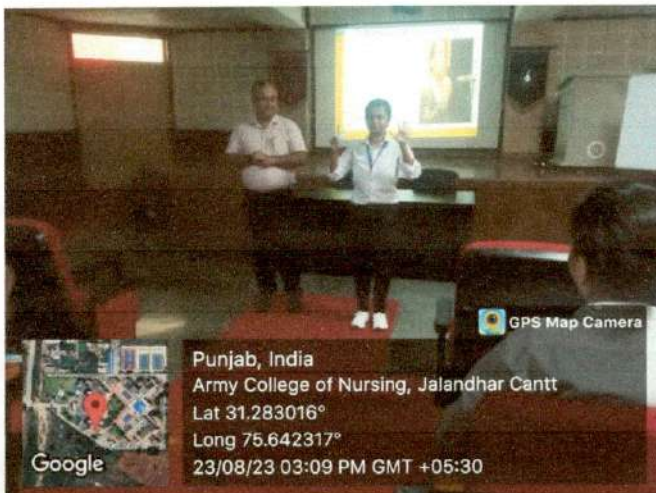 GPS Map Camera
Punjab, India
Army College of Nursing, Jalandhar Cantt
Lat 31.283016°
Long 75.642317°
23/08/23 03:09 PM GMT +05:30
Google